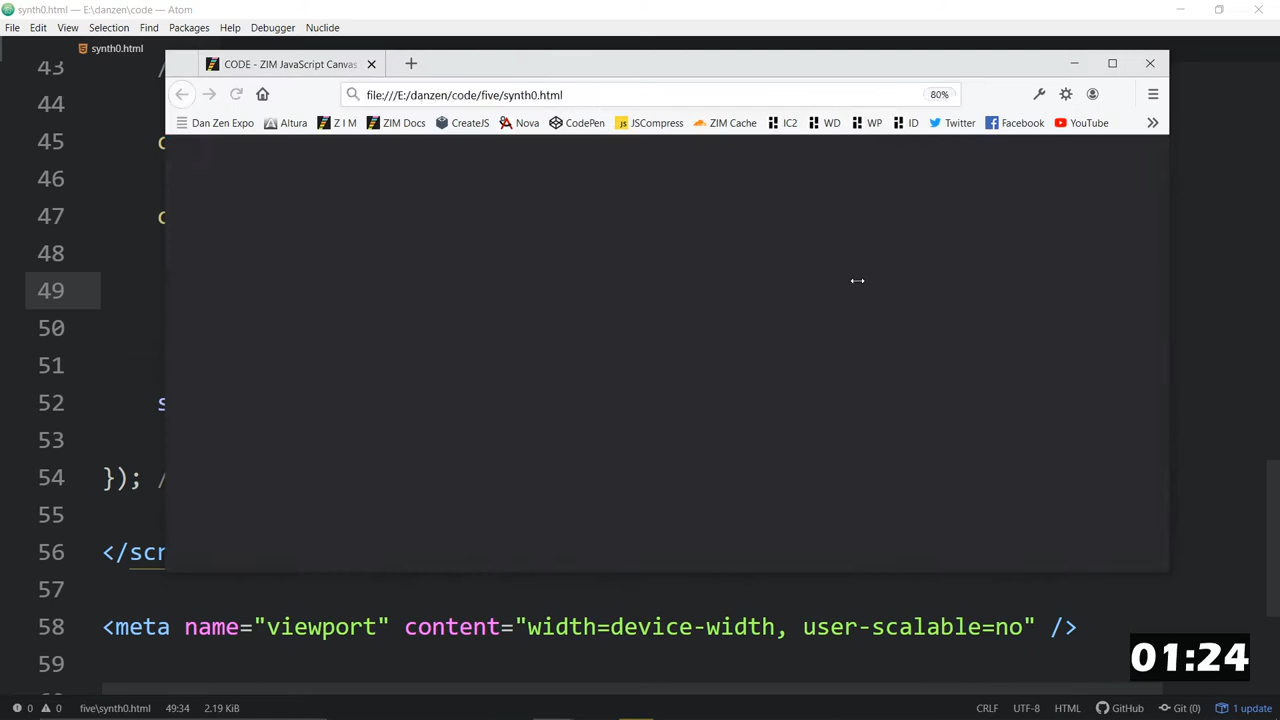 synth0.html — E:\danzen\code — Atom
File Edit View Selection Find Packages Help Debugger Nuclide
synth0.html
CODE - ZIM JavaScript Canvas
file:///E:/danzen/code/five/synth0.html 80%
Dan Zen Expo Altura Z I M ZIM Docs CreateJS Nova CodePen JSCompress ZIM Cache IC2 WD WP ID Twitter Facebook YouTube
43 /
44
45 c
46
47 c
48
49
50
51
52 s
53
54 }); /
55
56 </scr
57
58 <meta name="viewport" content="width=device-width, user-scalable=no" />
59
01:24
0 0 five\synth0.html 49:34 2.19 KiB CRLF UTF-8 HTML GitHub Git (0) 1 update